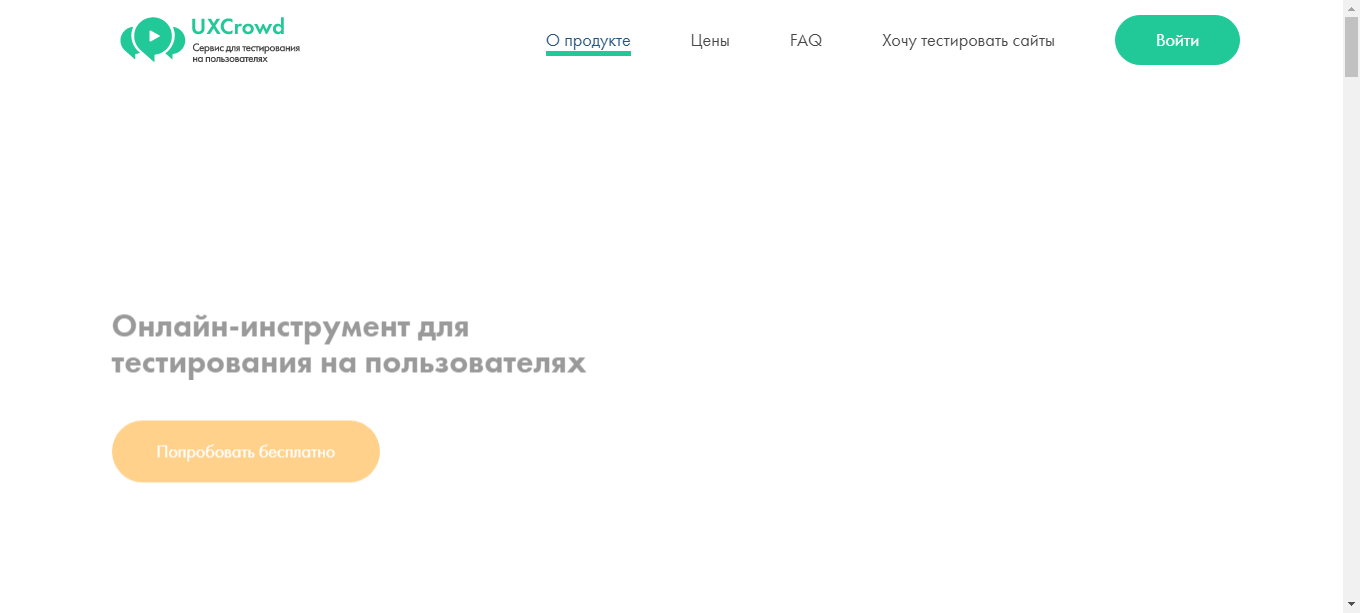 UXCrowd
Сервис для тестирования
на пользователях
О продукте
Цены
FAQ
Хочу тестировать сайты
Войти
Онлайн-инструмент для
тестирования на пользователях
Попробовать бесплатно